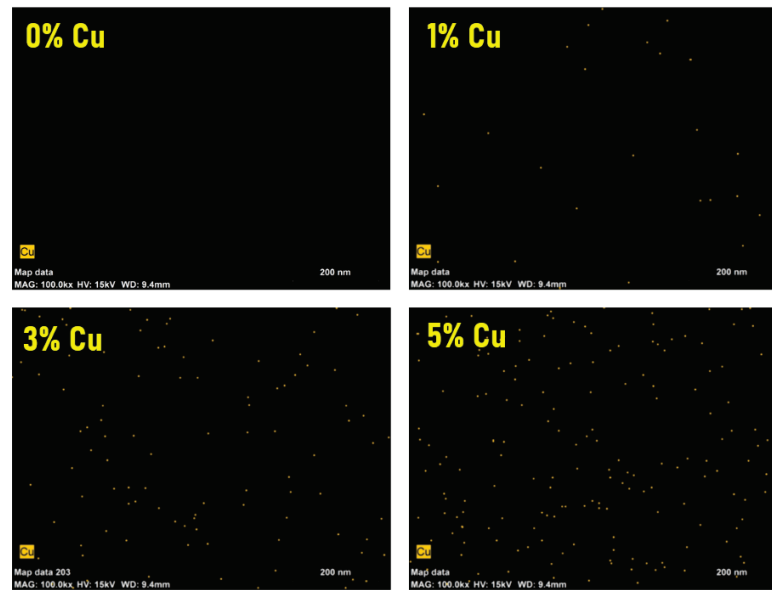 0% Cu
Cu
Map data
200 nm
MAG: 100.0kx HV: 15kV WD: 9.4mm
1% Cu
Cu
Map data
200 nm
MAG: 100.0kx HV: 15kV WD: 9.4mm
3% Cu
Cu
Map data 203
200 nm
MAG: 100.0kx HV: 15kV WD: 9.4mm
5% Cu
Cu
Map data
200 nm
MAG: 100.0kx HV: 15kV WD: 9.4mm